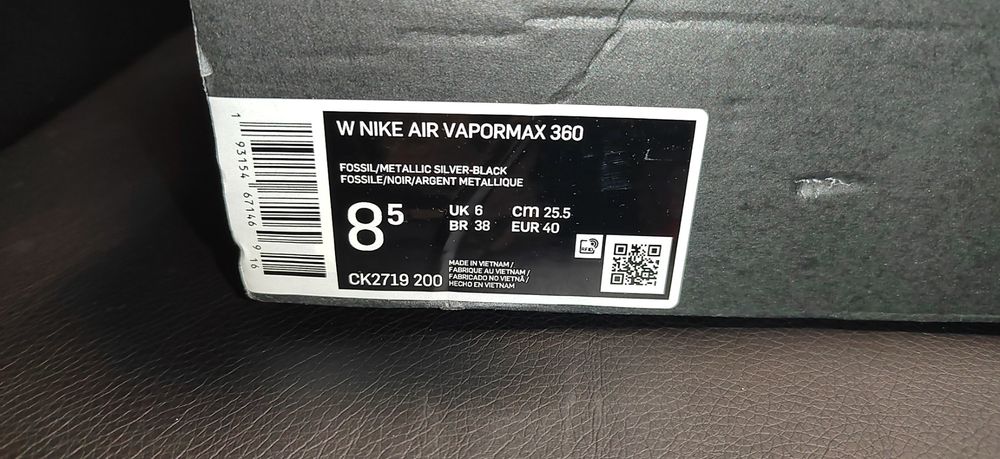 W NIKE AIR VAPORMAX 360
FOSSIL/METALLIC SILVER-BLACK
FOSSILE/NOIR/ARGENT METALLIQUE
8⁵
UK 6 cm 25.5
BR 38 EUR 40
CK2719 200
MADE IN VIETNAM /
FABRIQUE AU VIETNAM /
FABRICADO NO VIETNÃ /
HECHO EN VIETNAM
RFID
1 93154 67146 9 16